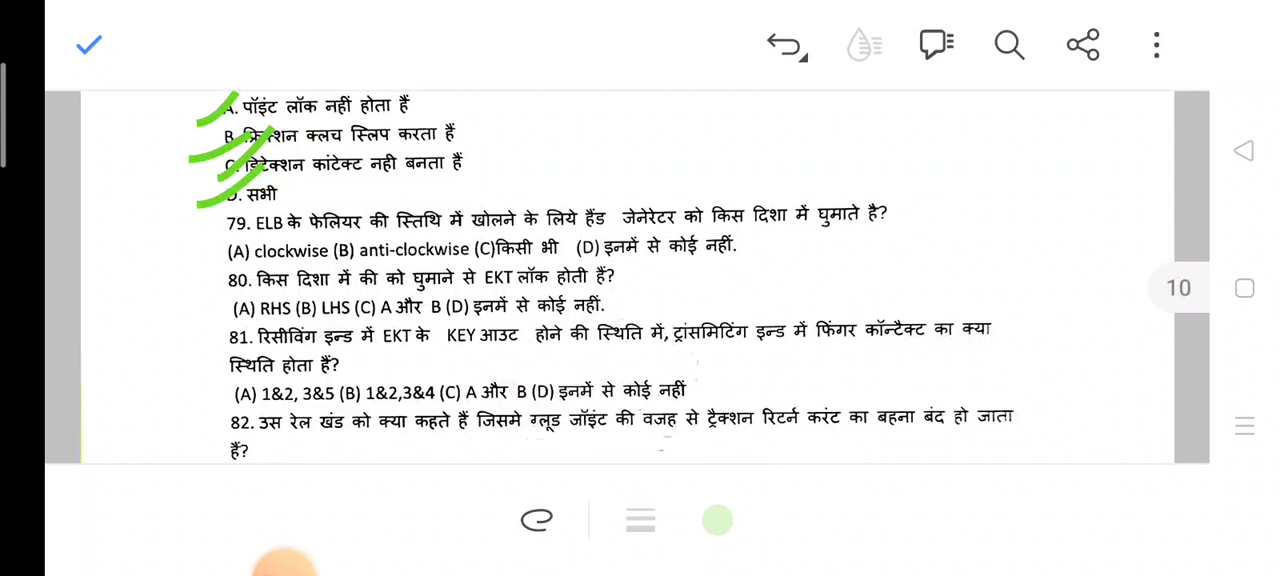 A. पॉइंट लॉक नहीं होता हैं
B. फ्रिक्शन क्लच स्लिप करता हैं
C. डिटेक्शन कांटेक्ट नही बनता हैं
D. सभी
79. ELB के फेलियर की स्तिथि में खोलने के लिये हैंड जेनेरेटर को किस दिशा में घुमाते है?
(A) clockwise (B) anti-clockwise (C)किसी भी (D) इनमें से कोई नहीं.
80. किस दिशा में की को घुमाने से EKT लॉक होती हैं?
(A) RHS (B) LHS (C) A और B (D) इनमें से कोई नहीं.
10
81. रिसीविंग इन्ड में EKT के KEY आउट होने की स्थिति में, ट्रांसमिटिंग इन्ड में फिंगर कॉन्टैक्ट का क्या
स्थिति होता हैं?
(A) 1&2, 3&5 (B) 1&2,3&4 (C) A और B (D) इनमें से कोई नहीं
82. उस रेल खंड को क्या कहते हैं जिसमे ग्लूड जॉइंट की वजह से ट्रैक्शन रिटर्न करंट का बहना बंद हो जाता
हैं?